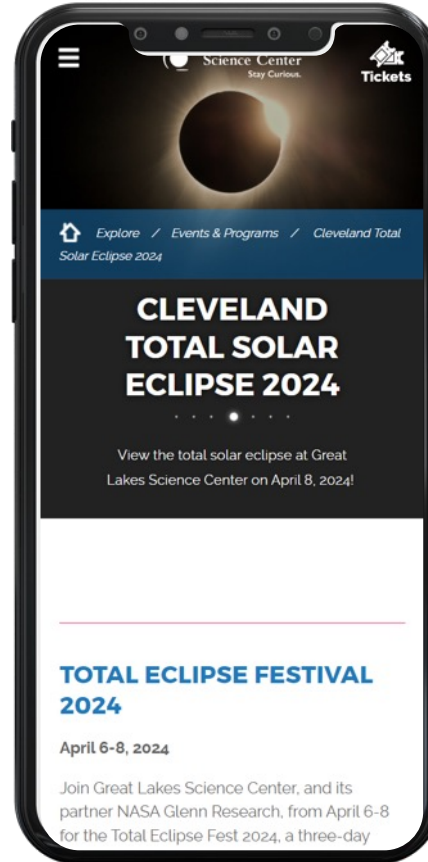 Science Center
Stay Curious.
Tickets
Explore / Events & Programs / Cleveland Total
Solar Eclipse 2024
CLEVELAND
TOTAL SOLAR
ECLIPSE 2024
View the total solar eclipse at Great
Lakes Science Center on April 8, 2024!
TOTAL ECLIPSE FESTIVAL
2024
April 6-8, 2024
Join Great Lakes Science Center, and its
partner NASA Glenn Research, from April 6-8
for the Total Eclipse Fest 2024, a three-day